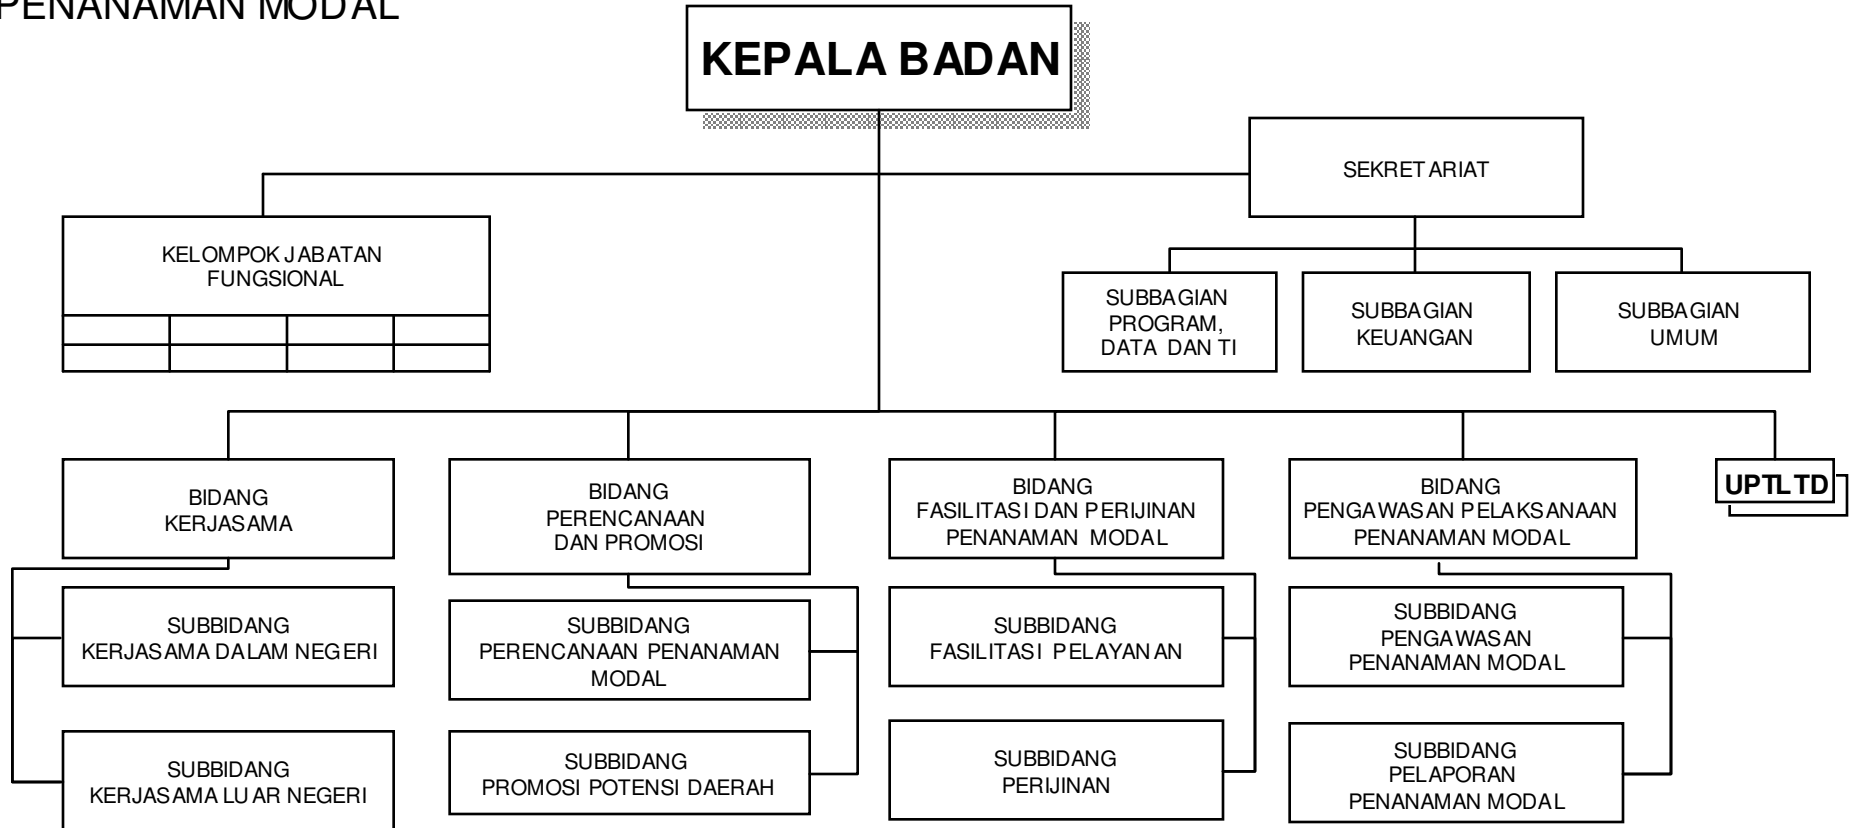 PENANAMAN MODAL
KEPALA BADAN
SEKRETARIAT
KELOMPOK JABATAN
FUNGSIONAL
SUBBAGIAN
PROGRAM,
DATA DAN TI
SUBBAGIAN
KEUANGAN
SUBBAGIAN
UMUM
BIDANG
KERJASAMA
BIDANG
PERENCANAAN
DAN PROMOSI
BIDANG
FASILITASI DAN PERIJINAN
PENANAMAN MODAL
BIDANG
PENGAWASAN PELAKSANAAN
PENANAMAN MODAL
UPTLTD
SUBBIDANG
KERJASAMA DALAM NEGERI
SUBBIDANG
PERENCANAAN PENANAMAN
MODAL
SUBBIDANG
FASILITASI PELAYANAN
SUBBIDANG
PENGAWASAN
PENANAMAN MODAL
SUBBIDANG
KERJASAMA LUAR NEGERI
SUBBIDANG
PROMOSI POTENSI DAERAH
SUBBIDANG
PERIJINAN
SUBBIDANG
PELAPORAN
PENANAMAN MODAL